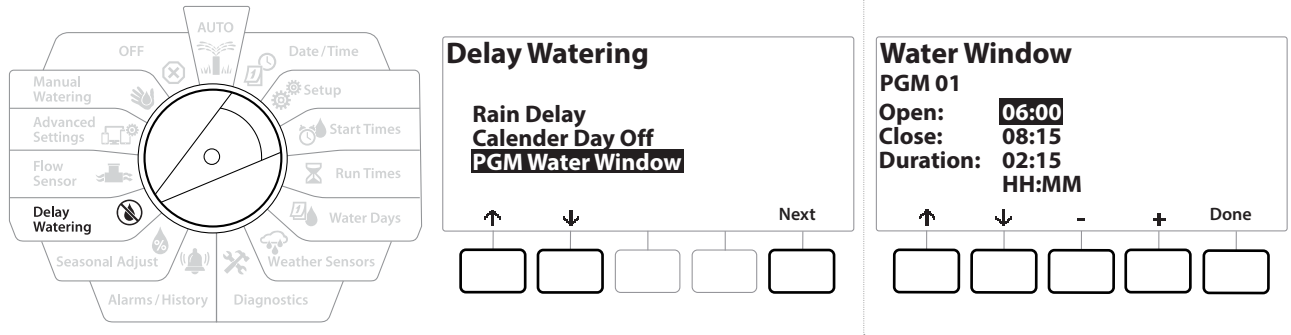 AUTO
OFF
Date / Time
Manual
Watering
Setup
Advanced
Settings
Start Times
Flow
Sensor
Run Times
Delay
Watering
Water Days
Seasonal Adjust
Weather Sensors
Alarms / History
Diagnostics
Delay Watering
Rain Delay
Calender Day Off
PGM Water Window
Next
Water Window
PGM 01
Open: 06:00
Close: 08:15
Duration: 02:15
HH:MM
- + Done